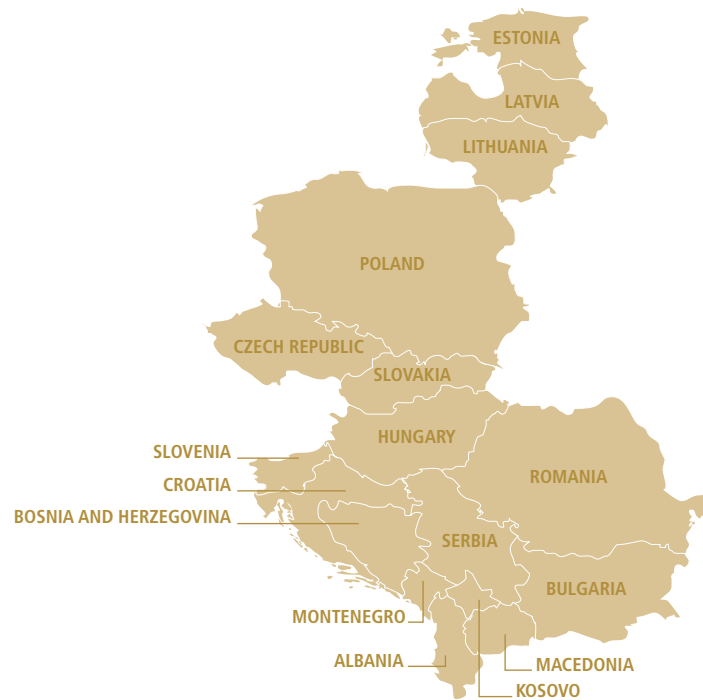 ESTONIA
LATVIA
LITHUANIA
POLAND
CZECH REPUBLIC
SLOVAKIA
HUNGARY
SLOVENIA
ROMANIA
CROATIA
BOSNIA AND HERZEGOVINA
SERBIA
BULGARIA
MONTENEGRO
ALBANIA
MACEDONIA
KOSOVO